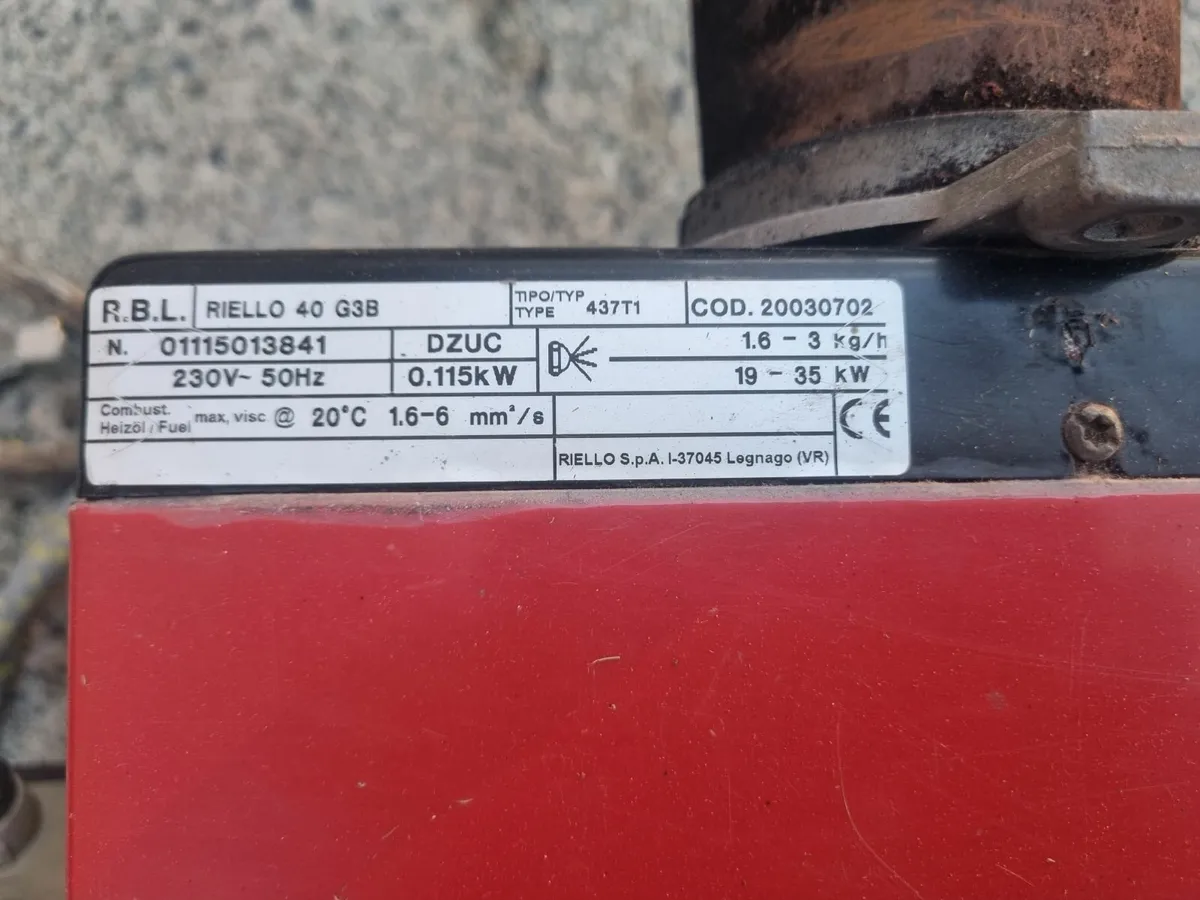 R.B.L. RIELLO 40 G3B TIPO/TYP TYPE 437T1 COD. 20030702
N. 01115013841 DZUC 1.6 – 3 kg/h
230V~ 50Hz 0.115kW 19 – 35 kW
Combust. Heizöl / Fuel max, visc @ 20°C 1.6–6 mm²/s CE
RIELLO S.p.A. I-37045 Legnago (VR)